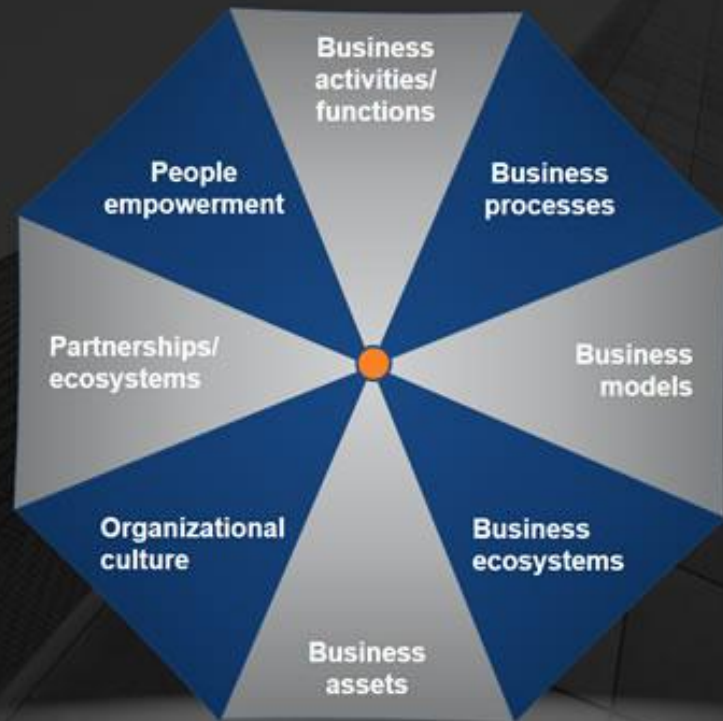 Business
activities/
functions
Business
processes
Business
models
Business
ecosystems
Business
assets
Organizational
culture
Partnerships/
ecosystems
People
empowerment